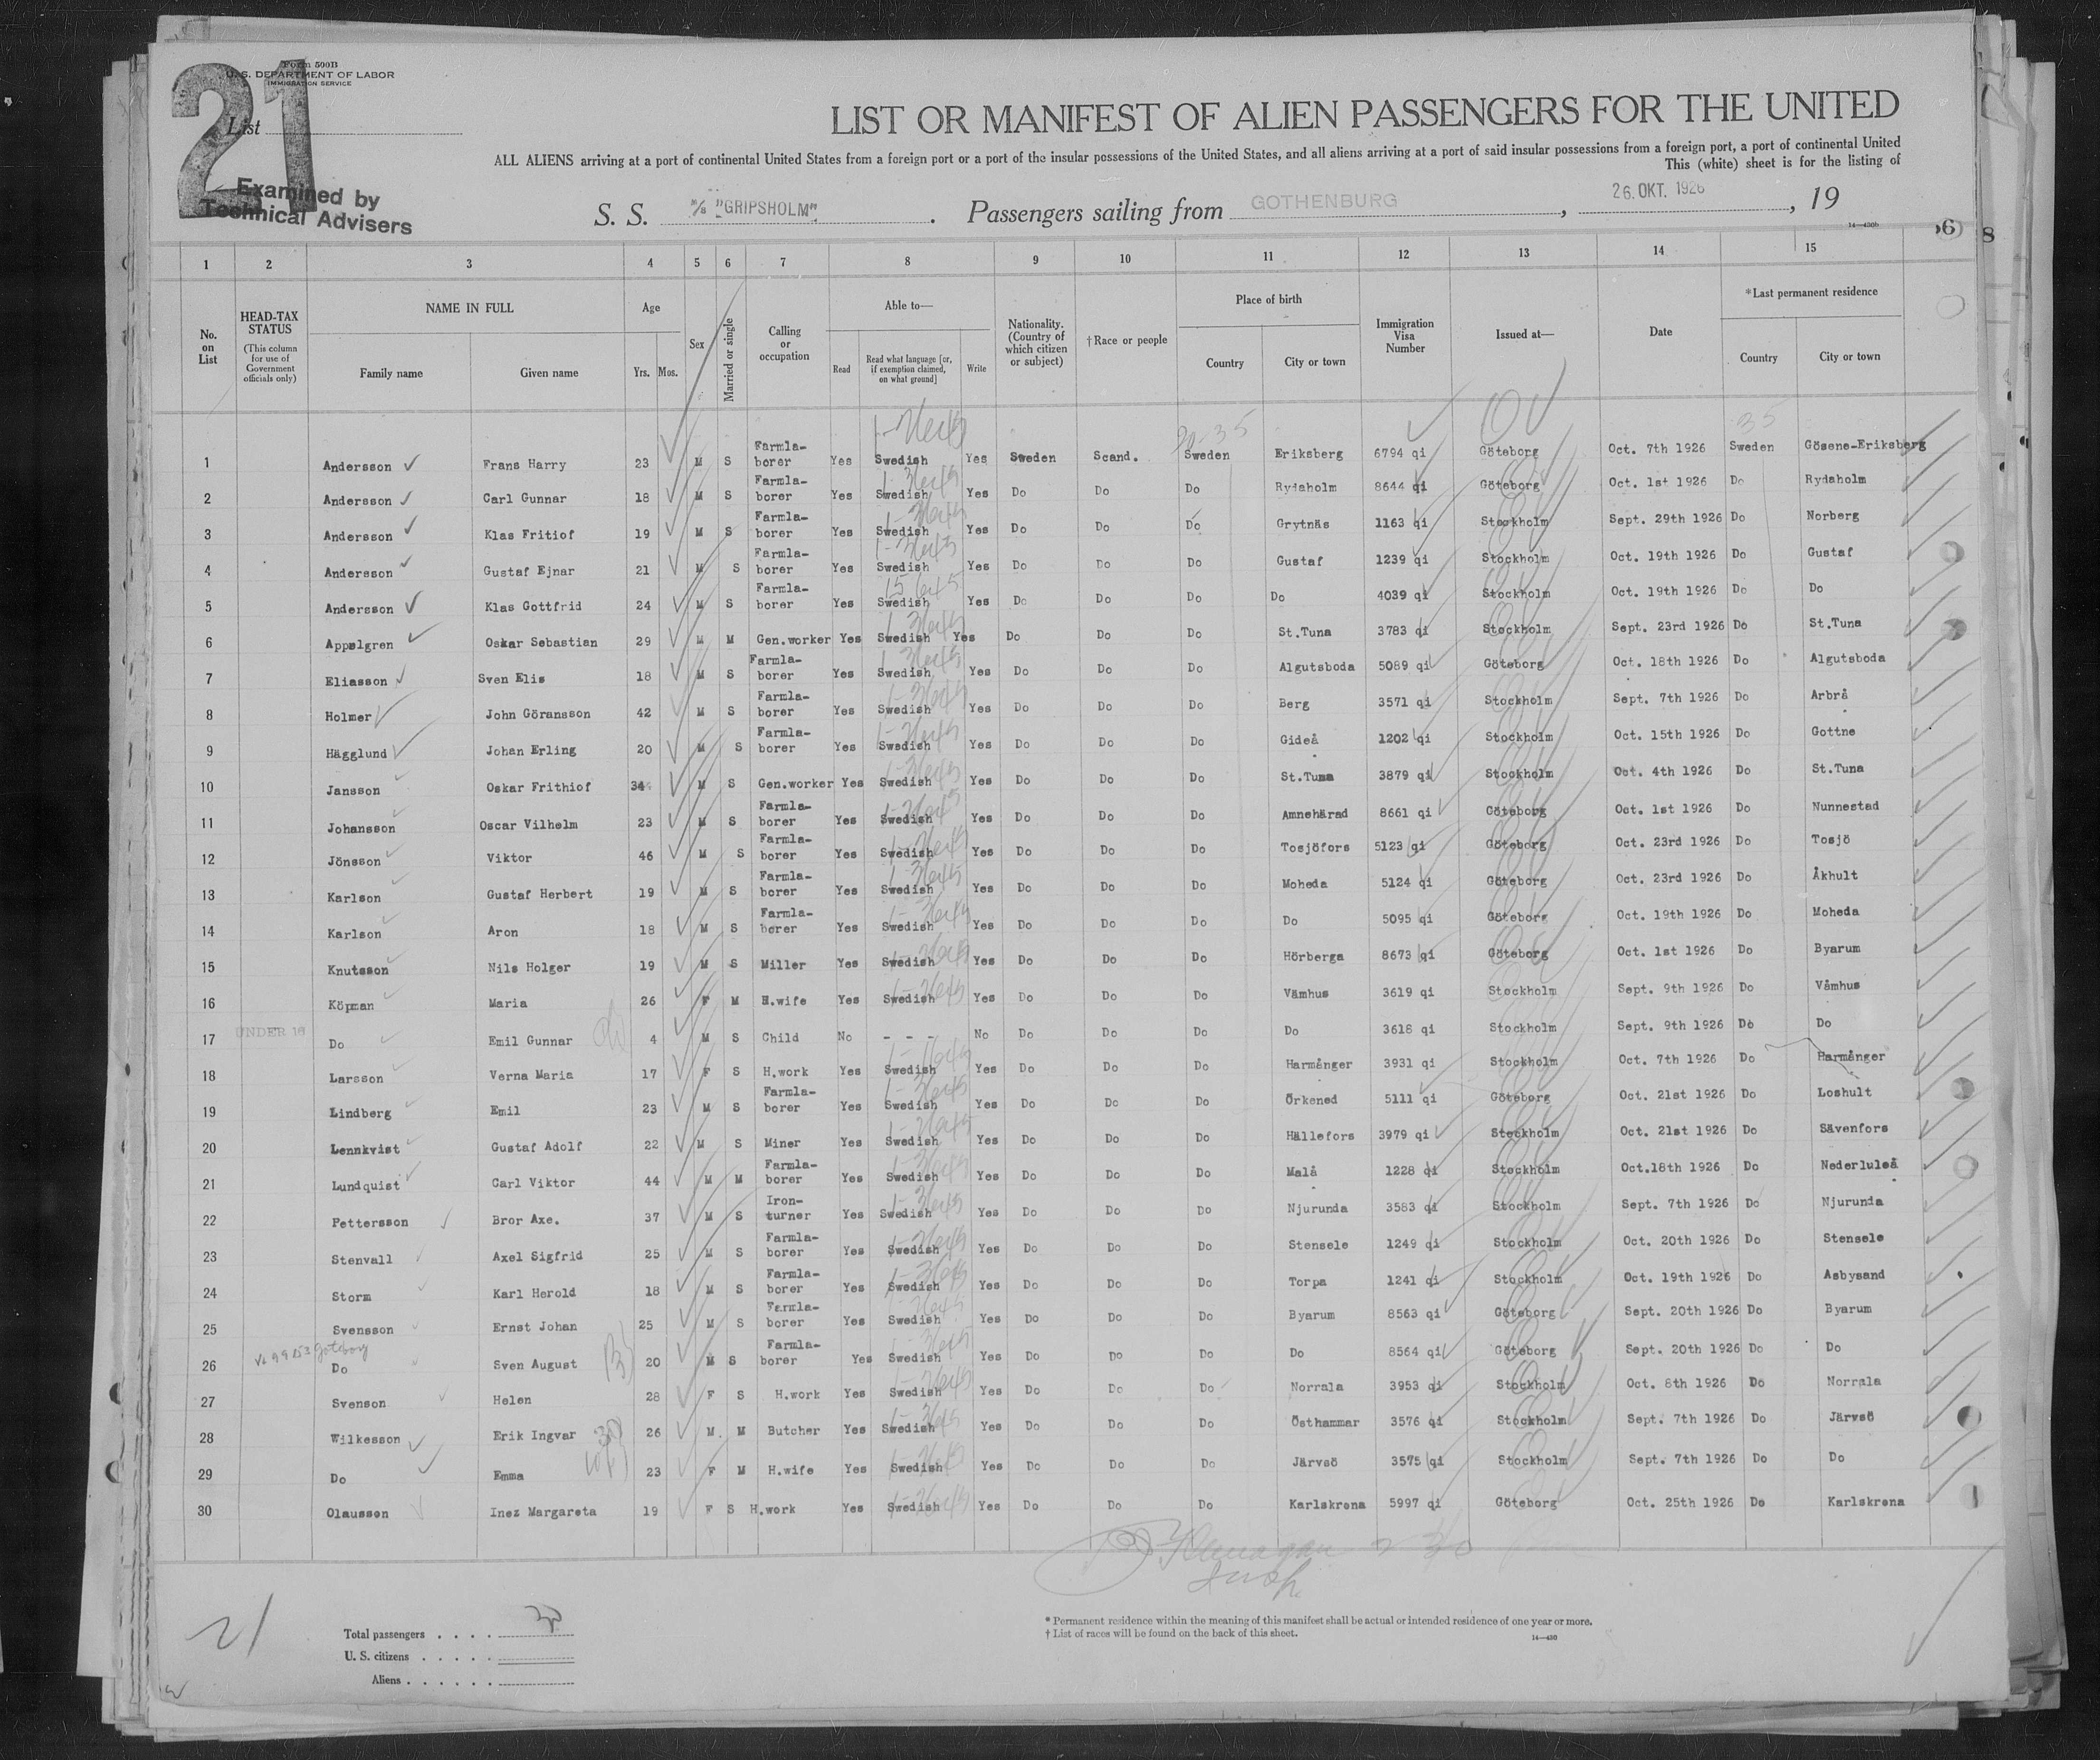 Form 500B
U. S. DEPARTMENT OF LABOR
IMMIGRATION SERVICE
21
List
Examined by
Technical Advisers
LIST OR MANIFEST OF ALIEN PASSENGERS FOR THE UNITED
ALL ALIENS arriving at a port of continental United States from a foreign port or a port of the insular possessions of the United States, and all aliens arriving at a port of said insular possessions from a foreign port, a port of continental United
This (white) sheet is for the listing of
S. S. M/S "GRIPSHOLM". Passengers sailing from GOTHENBURG, 26. OKT. 1926, 19
14—430b
1 2 3 4 5 6 7 8 9 10 11 12 13 14 15
No. on List
HEAD-TAX STATUS (This column for use of Government officials only)
NAME IN FULL
Family name Given name
Age
Yrs. Mos.
Sex
Married or single
Calling or occupation
Able to—
Read Read what language [or, if exemption claimed, on what ground] Write
Nationality. (Country of which citizen or subject)
†Race or people
Place of birth
Country City or town
Immigration Visa Number
Issued at—
Date
*Last permanent residence
Country City or town
1 Andersson Frans Harry 23 M S Farmla-borer Yes Swedish Yes Sweden Scand. Sweden Eriksberg 6794 qi Göteborg Oct. 7th 1926 Sweden Gösene-Eriksberg
2 Andersson Carl Gunnar 18 M S Farmla-borer Yes Swedish Yes Do Do Do Rydaholm 8644 qi Göteborg Oct. 1st 1926 Do Rydaholm
3 Andersson Klas Fritiof 19 M S Farmla-borer Yes Swedish Yes Do Do Do Grytnäs 1163 qi Stockholm Sept. 29th 1926 Do Norberg
4 Andersson Gustaf Ejnar 21 M S Farmla-borer Yes Swedish Yes Do Do Do Gustaf 1239 qi Stockholm Oct. 19th 1926 Do Gustaf
5 Andersson Klas Gottfrid 24 M S Farmla-borer Yes Swedish Yes Do Do Do Do 4039 qi Stockholm Oct. 19th 1926 Do Do
6 Appelgren Oskar Sebastian 29 M M Gen.worker Yes Swedish Yes Do Do Do St.Tuna 3783 qi Stockholm Sept. 23rd 1926 Do St.Tuna
7 Eliasson Sven Elis 18 M S Farmla-borer Yes Swedish Yes Do Do Do Algutsboda 5089 qi Göteborg Oct. 18th 1926 Do Algutsboda
8 Holmer John Göransson 42 M S Farmla-borer Yes Swedish Yes Do Do Do Berg 3571 qi Stockholm Sept. 7th 1926 Do Arbrå
9 Hägglund Johan Erling 20 M S Farmla-borer Yes Swedish Yes Do Do Do Gideå 1202 qi Stockholm Oct. 15th 1926 Do Gottne
10 Jansson Oskar Frithiof 34 M S Gen.worker Yes Swedish Yes Do Do Do St.Tuna 3879 qi Stockholm Oct. 4th 1926 Do St.Tuna
11 Johansson Oscar Vilhelm 23 M S Farmla-borer Yes Swedish Yes Do Do Do Amnehärad 8661 qi Göteborg Oct. 1st 1926 Do Nunnestad
12 Jönsson Viktor 46 M S Farmla-borer Yes Swedish Yes Do Do Do Tosjöfors 5123 qi Göteborg Oct. 23rd 1926 Do Tosjö
13 Karlson Gustaf Herbert 19 M S Farmla-borer Yes Swedish Yes Do Do Do Moheda 5124 qi Göteborg Oct. 23rd 1926 Do Åkhult
14 Karlson Aron 18 M S Farmla-borer Yes Swedish Yes Do Do Do Do 5095 qi Göteborg Oct. 19th 1926 Do Moheda
15 Knutsson Nils Holger 19 M S Miller Yes Swedish Yes Do Do Do Hörberga 8673 qi Göteborg Oct. 1st 1926 Do Byarum
16 Köpman Maria 26 F M H.wife Yes Swedish Yes Do Do Do Vämhus 3619 qi Stockholm Sept. 9th 1926 Do Våmhus
17 UNDER 16 Do Emil Gunnar 4 M S Child No - - - No Do Do Do Do 3618 qi Stockholm Sept. 9th 1926 Do Do
18 Larsson Verna Maria 17 F S H.work Yes Swedish Yes Do Do Do Harmånger 3931 qi Stockholm Oct. 7th 1926 Do Harmånger
19 Lindberg Emil 23 M S Farmla-borer Yes Swedish Yes Do Do Do Örkened 5111 qi Göteborg Oct. 21st 1926 Do Loshult
20 Lennkvist Gustaf Adolf 22 M S Miner Yes Swedish Yes Do Do Do Hällefors 3979 qi Stockholm Oct. 21st 1926 Do Sävenfors
21 Lundquist Carl Viktor 44 M M Farmla-borer Yes Swedish Yes Do Do Do Malå 1228 qi Stockholm Oct.18th 1926 Do Nederluleå
22 Pettersson Bror Axe. 37 M S Iron-turner Yes Swedish Yes Do Do Do Njurunda 3583 qi Stockholm Sept. 7th 1926 Do Njurunda
23 Stenvall Axel Sigfrid 25 M S Farmla-borer Yes Swedish Yes Do Do Do Stensele 1249 qi Stockholm Oct. 20th 1926 Do Stensele
24 Storm Karl Herold 18 M S Farmla-borer Yes Swedish Yes Do Do Do Torpa 1241 qi Stockholm Oct. 19th 1926 Do Asbysand
25 Svensson Ernst Johan 25 M S Farmla-borer Yes Swedish Yes Do Do Do Byarum 8563 qi Göteborg Sept. 20th 1926 Do Byarum
26 Do Sven August 20 M S Farmla-borer Yes Swedish Yes Do Do Do Do 8564 qi Göteborg Sept. 20th 1926 Do Do
27 Svenson Helen 28 F S H.work Yes Swedish Yes Do Do Do Norrala 3953 qi Stockholm Oct. 8th 1926 Do Norrala
28 Wilkesson Erik Ingvar 26 M. M Butcher Yes Swedish Yes Do Do Do Östhammar 3576 qi Stockholm Sept. 7th 1926 Do Järvsö
29 Do Emma 23 F M H.wife Yes Swedish Yes Do Do Do Järvsö 3575 qi Stockholm Sept. 7th 1926 Do Do
30 Olausson Inez Margareta 19 F S H.work Yes Swedish Yes Do Do Do Karlskrona 5997 qi Göteborg Oct. 25th 1926 Do Karlskrona
21
Total passengers . . . . 30
U. S. citizens . . . . .
Aliens . . . . . .
* Permanent residence within the meaning of this manifest shall be actual or intended residence of one year or more.
† List of races will be found on the back of this sheet.
14—430